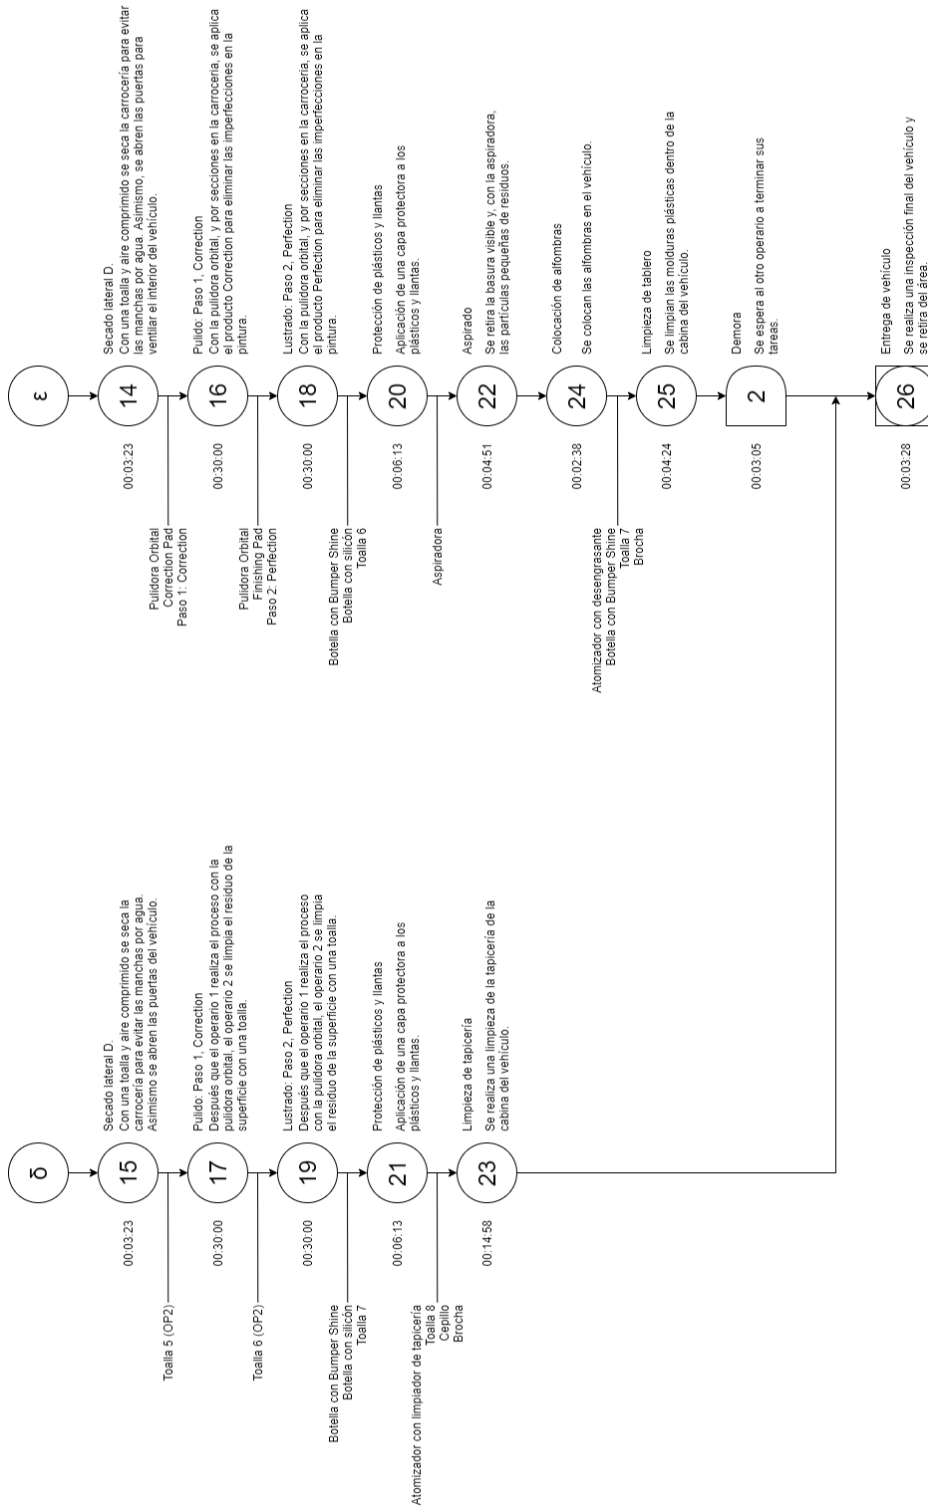 δ
15
00:03:23
Secado lateral D.
Con una toalla y aire comprimido se seca la
carrocería para evitar las manchas por agua.
Asimismo se abren las puertas del vehículo.
Toalla 5 (OP2)
17
00:30:00
Pulido: Paso 1, Correction
Después que el operario 1 realiza el proceso con la
pulidora orbital, el operario 2 se limpia el residuo de la
superficie con una toalla.
Toalla 6 (OP2)
19
00:30:00
Lustrado: Paso 2, Perfection
Después que el operario 1 realiza el proceso
con la pulidora orbital, el operario 2 se limpia
el residuo de la superficie con una toalla.
Botella con Bumper Shine
Botella con silicón
Toalla 7
21
00:06:13
Protección de plásticos y llantas
Aplicación de una capa protectora a los
plásticos y llantas.
Atomizador con limpiador de tapicería
Toalla 8
Cepillo
Brocha
23
00:14:58
Limpieza de tapicería
Se realiza una limpieza de la tapicería de la
cabina del vehículo.
ε
14
00:03:23
Secado lateral D.
Con una toalla y aire comprimido se seca la carrocería para evitar
las manchas por agua. Asimismo, se abren las puertas para
ventilar el interior del vehículo.
Pulidora Orbital
Correction Pad
Paso 1: Correction
16
00:30:00
Pulido: Paso 1, Correction
Con la pulidora orbital, y por secciones en la carrocería, se aplica
el producto Correction para eliminar las imperfecciones en la
pintura.
Pulidora Orbital
Finishing Pad
Paso 2: Perfection
18
00:30:00
Lustrado: Paso 2, Perfection
Con la pulidora orbital, y por secciones en la carrocería, se aplica
el producto Perfection para eliminar las imperfecciones en la
pintura.
Botella con Bumper Shine
Botella con silicón
Toalla 6
20
00:06:13
Protección de plásticos y llantas
Aplicación de una capa protectora a los
plásticos y llantas.
Aspiradora
22
00:04:51
Aspirado
Se retira la basura visible y, con la aspiradora,
las partículas pequeñas de residuos.
24
00:02:38
Colocación de alfombras
Se colocan las alfombras en el vehículo.
Atomizador con desengrasante
Botella con Bumper Shine
Toalla 7
Brocha
25
00:04:24
Limpieza de tablero
Se limpian las molduras plásticas dentro de la
cabina del vehículo.
2
00:03:05
Demora
Se espera al otro operario a terminar sus
tareas.
26
00:03:28
Entrega de vehículo
Se realiza una inspección final del vehículo y
se retira del área.